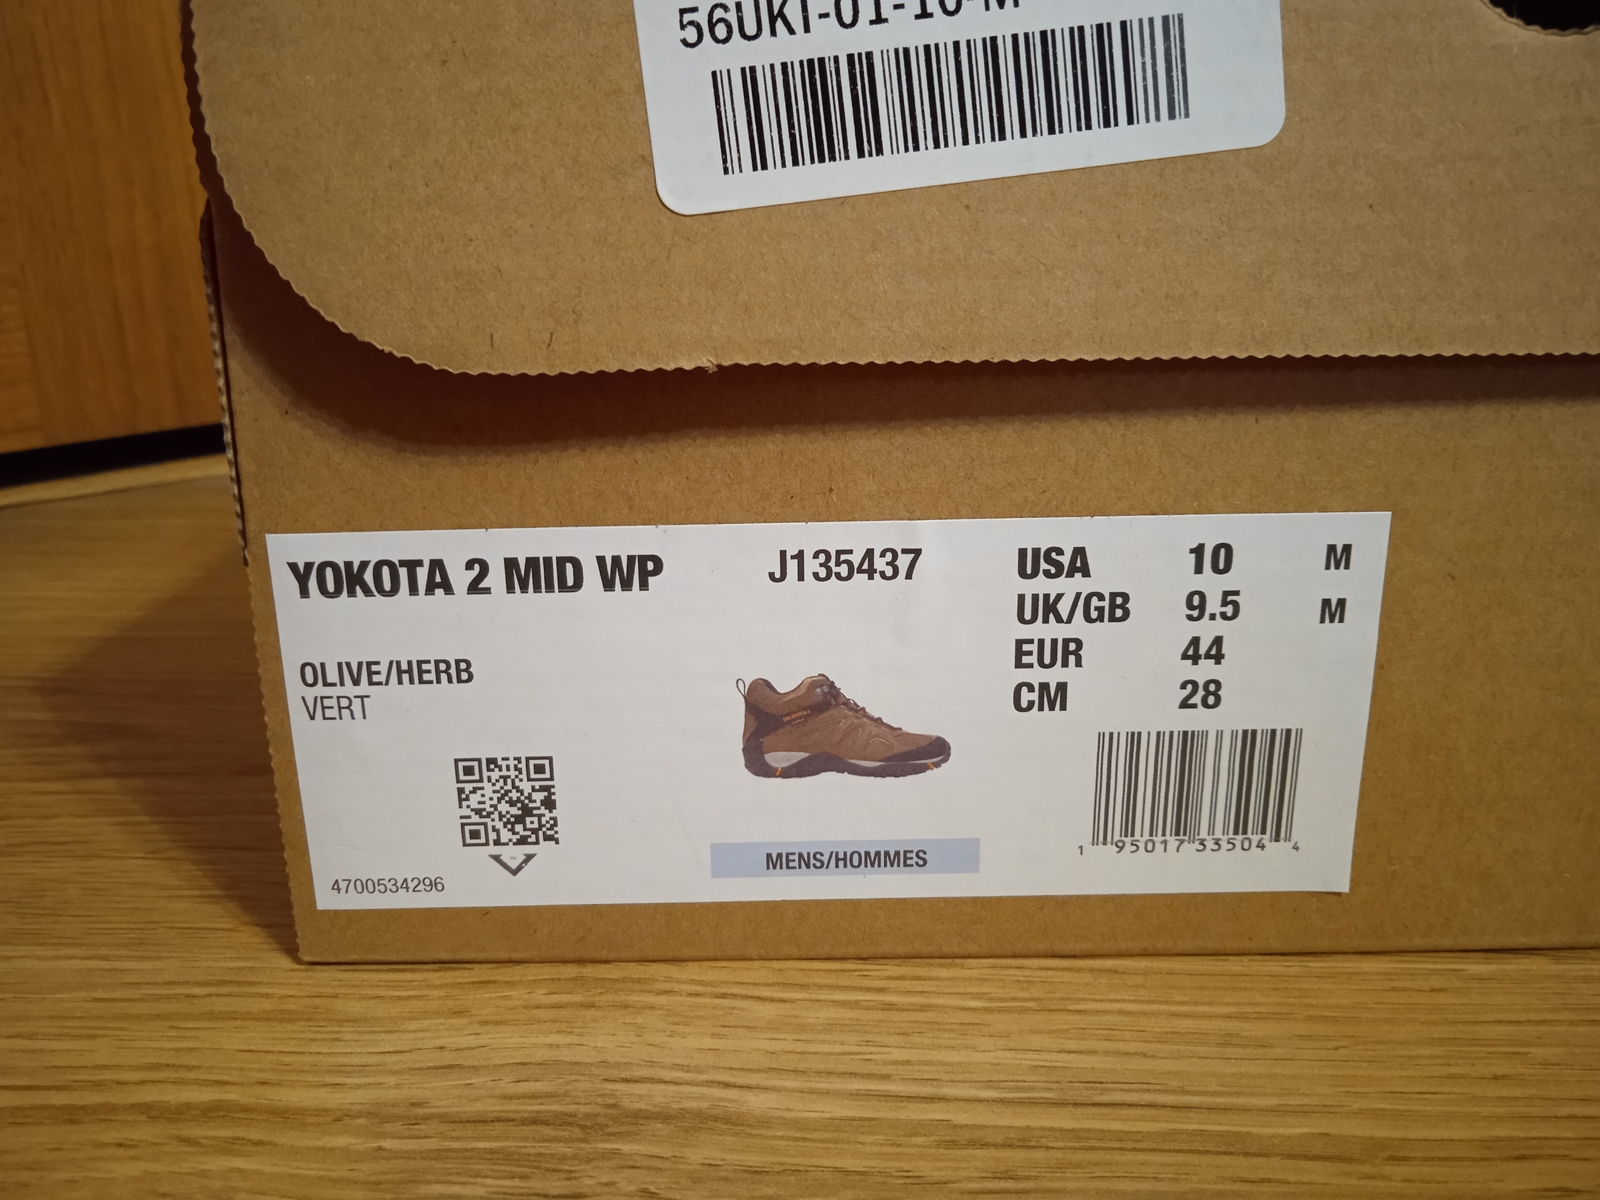 56UKI-01-10-M
YOKOTA 2 MID WP
J135437
USA 10 M
UK/GB 9.5 M
EUR 44
CM 28
OLIVE/HERB
VERT
4700534296
MENS/HOMMES
1 95017 33504 4